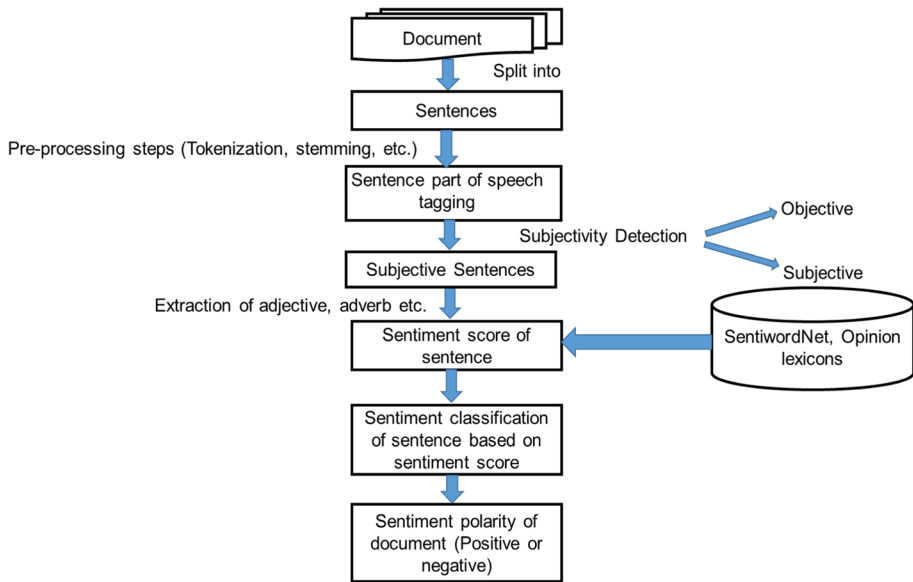 Document
Split into
Sentences
Pre-processing steps (Tokenization, stemming, etc.)
Sentence part of speech
tagging
Objective
Subjectivity Detection
Subjective Sentences
Subjective
Extraction of adjective, adverb etc.
Sentiment score of
sentence
SentiwordNet, Opinion
lexicons
Sentiment classification
of sentence based on
sentiment score
Sentiment polarity of
document (Positive or
negative)